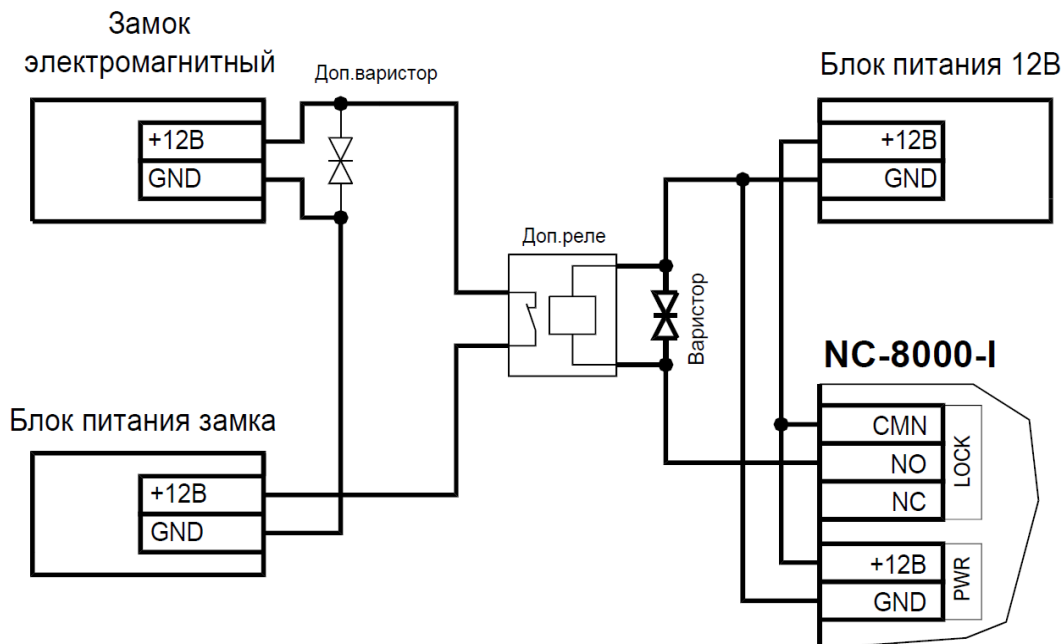 Замок
электромагнитный
Доп.варистор
+12В
GND
Блок питания 12В
+12В
GND
Доп.реле
Варистор
NC-8000-I
CMN
NO
NC
LOCK
+12В
GND
PWR
Блок питания замка
+12В
GND